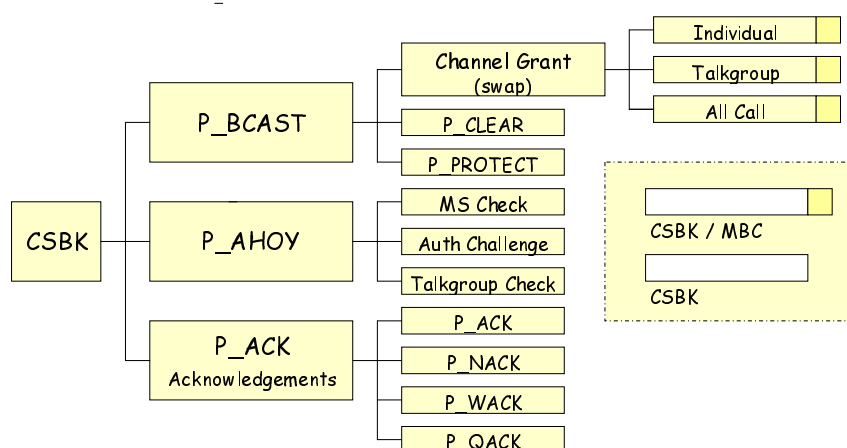 CSBK
P_BCAST
Channel Grant
(swap)
Individual
Talkgroup
All Call
P_CLEAR
P_PROTECT
P_AHOY
MS Check
Auth Challenge
Talkgroup Check
P_ACK
Acknowledgements
P_ACK
P_NACK
P_WACK
P_QACK
CSBK / MBC
CSBK